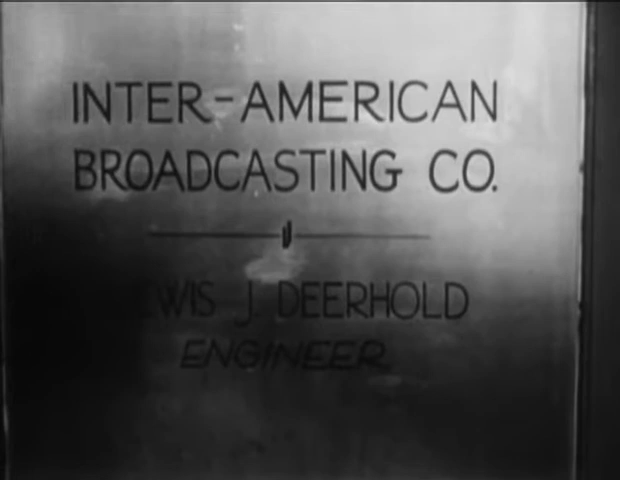 INTER-AMERICAN
BROADCASTING CO.
J. DEERHOLD
ENGINEER